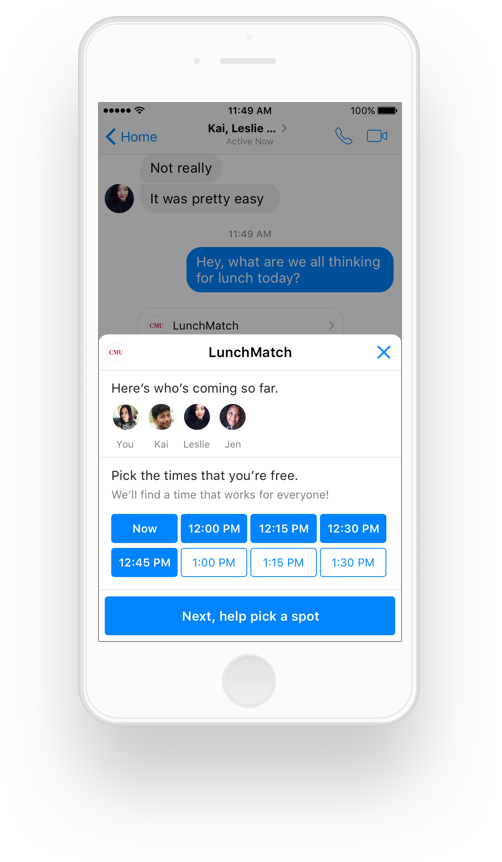 11:49 AM
100%
Home
Kai, Leslie ...
Active Now
Not really
It was pretty easy
11:49 AM
Hey, what are we all thinking
for lunch today?
CMU LunchMatch
CMU LunchMatch
Here’s who’s coming so far.
You Kai Leslie Jen
Pick the times that you’re free.
We’ll find a time that works for everyone!
Now 12:00 PM 12:15 PM 12:30 PM
12:45 PM 1:00 PM 1:15 PM 1:30 PM
Next, help pick a spot